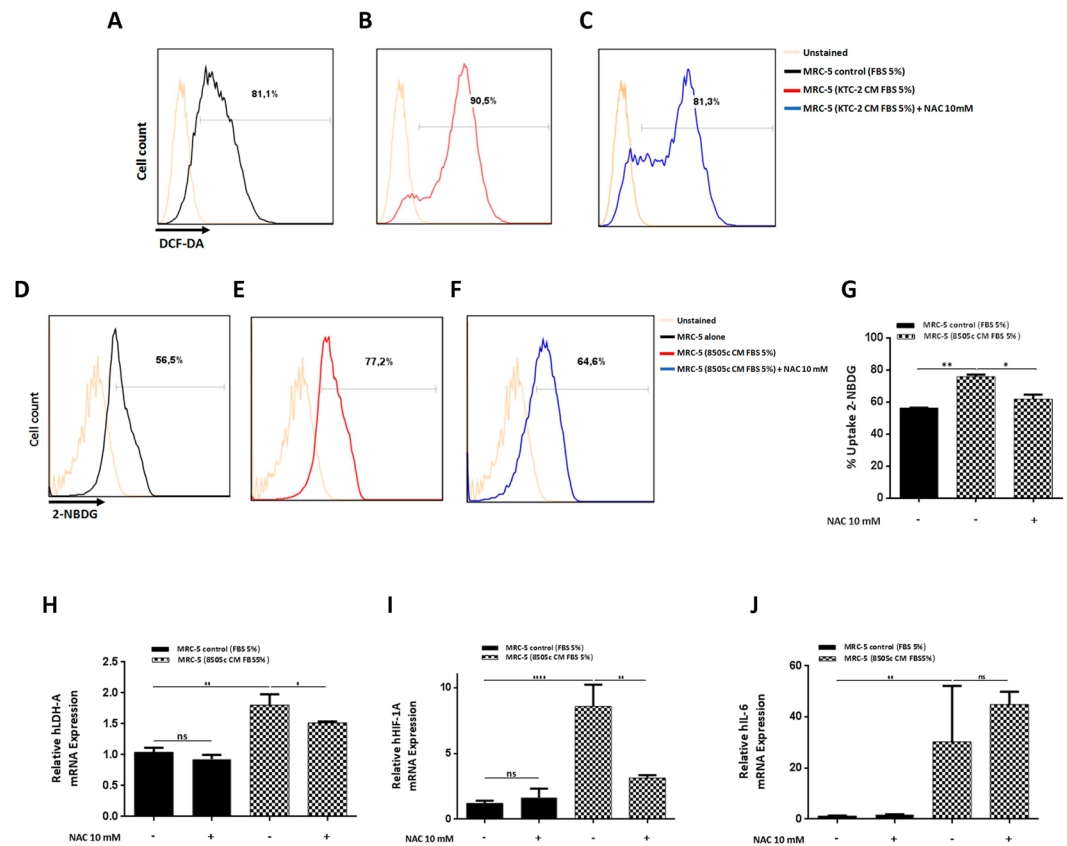 A
B
C
81,1%
90,5%
81,3%
Cell count
DCF-DA
Unstained
MRC-5 control (FBS 5%)
MRC-5 (KTC-2 CM FBS 5%)
MRC-5 (KTC-2 CM FBS 5%) + NAC 10mM
D
E
F
G
56,5%
77,2%
64,6%
Cell count
2-NBDG
Unstained
MRC-5 alone
MRC-5 (8505c CM FBS 5%)
MRC-5 (8505c CM FBS 5%) + NAC 10 mM
MRC-5 control (FBS 5%)
MRC-5 (8505c CM FBS 5%)
% Uptake 2-NBDG
100
80
60
40
20
0
** *
NAC 10 mM - - +
H
I
J
MRC-5 control (FBS 5%)
MRC-5 (8505c CM FBS5%)
Relative hLDH-A
mRNA Expression
2.5
2.0
1.5
1.0
0.5
0.0
** *
ns
NAC 10 mM - + - +
MRC-5 control (FBS 5%)
MRC-5 (8505c CM FBS 5%)
Relative hHIF-1A
mRNA Expression
10
5
0
**** **
ns
NAC 10 mM - + - +
MRC-5 control (FBS 5%)
MRC-5 (8505c CM FBS5%)
Relative hIL-6
mRNA Expression
60
40
20
0
** ns
NAC 10 mM - + - +